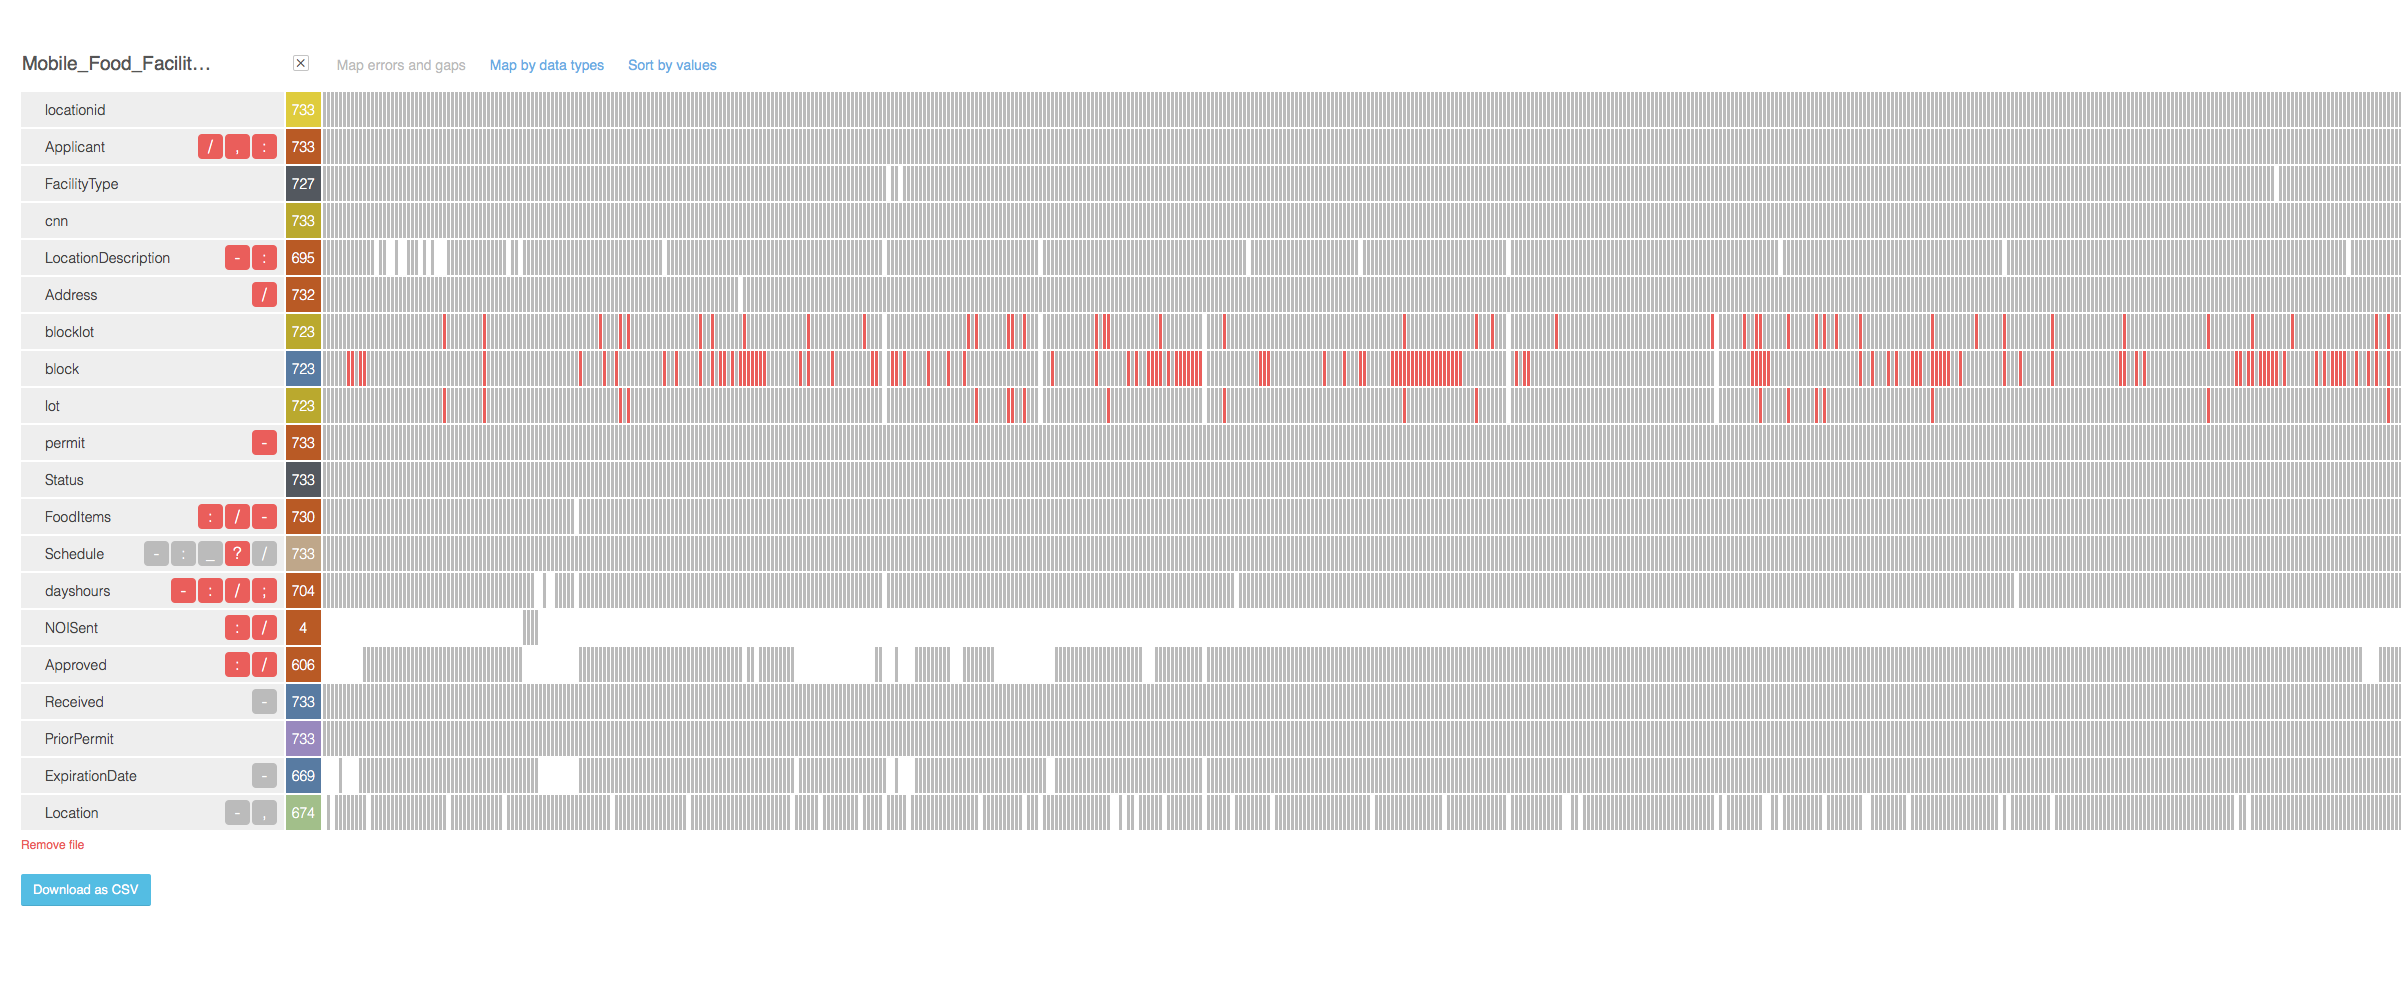 Mobile_Food_Facilit... Map errors and gaps Map by data types Sort by values
locationid 733
Applicant / , : 733
FacilityType 727
cnn 733
LocationDescription - : 695
Address / 732
blocklot 723
block 723
lot 723
permit - 733
Status 733
FoodItems : / - 730
Schedule - : _ ? / 733
dayshours - : / ; 704
NOISent : / 4
Approved : / 606
Received - 733
PriorPermit 733
ExpirationDate - 669
Location - , 674
Remove file
Download as CSV